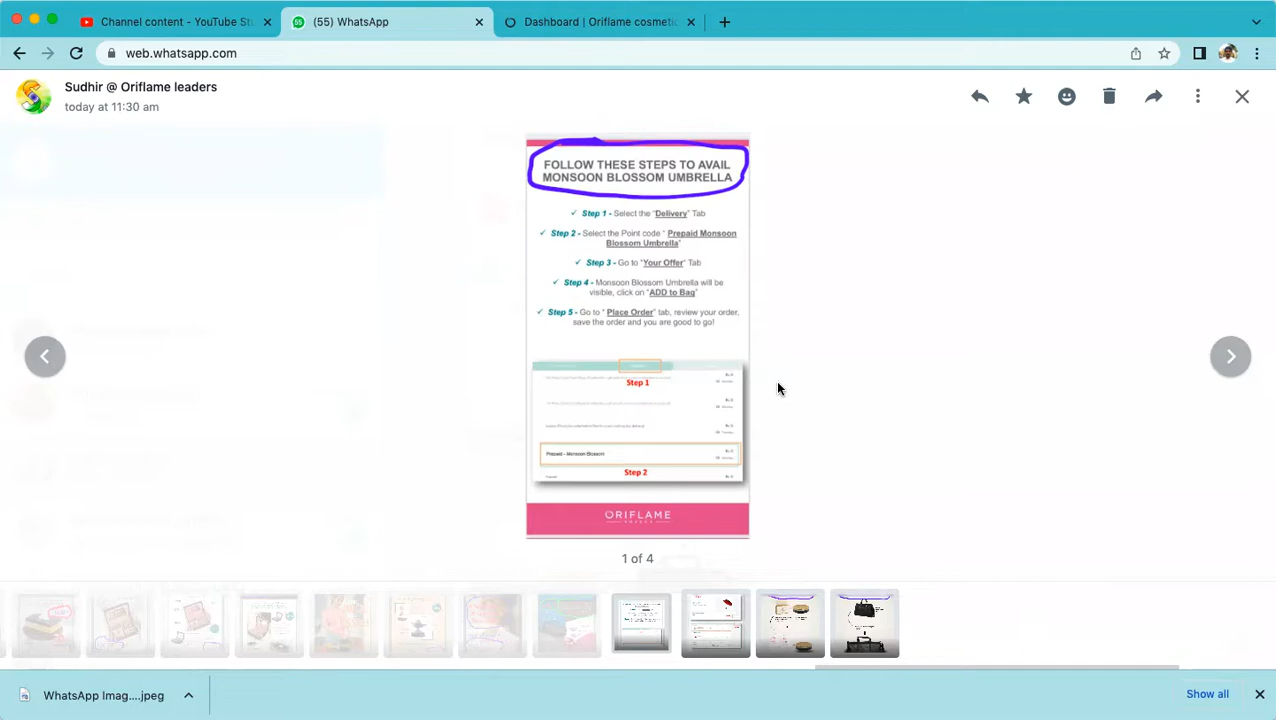 Channel content - YouTube Stu
(55) WhatsApp
Dashboard | Oriflame cosmetic
web.whatsapp.com
Sudhir @ Oriflame leaders
today at 11:30 am
FOLLOW THESE STEPS TO AVAIL
MONSOON BLOSSOM UMBRELLA
✓ Step 1 - Select the "Delivery" Tab
✓ Step 2 - Select the Point code " Prepaid Monsoon
Blossom Umbrella"
✓ Step 3 - Go to "Your Offer" Tab
✓ Step 4 - Monsoon Blossom Umbrella will be
visible, click on "ADD to Bag"
✓ Step 5 - Go to " Place Order" tab, review your order,
save the order and you are good to go!
Step 1
Prepaid - Monsoon Blossom
Step 2
ORIFLAME
1 of 4
WhatsApp Imag....jpeg
Show all